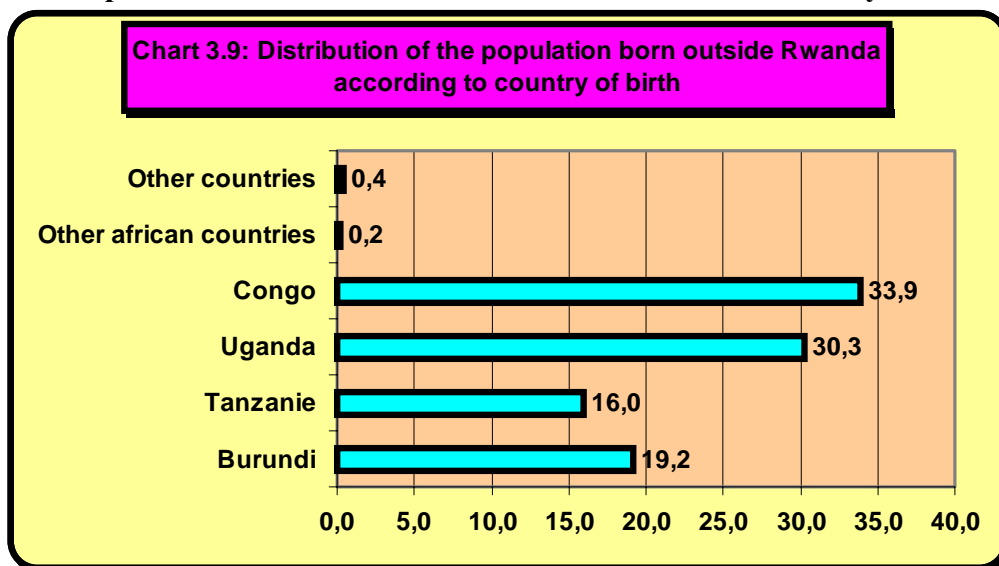 Chart 3.9: Distribution of the population born outside Rwanda
according to country of birth
Other countries 0,4
Other african countries 0,2
Congo 33,9
Uganda 30,3
Tanzanie 16,0
Burundi 19,2
0,0 5,0 10,0 15,0 20,0 25,0 30,0 35,0 40,0